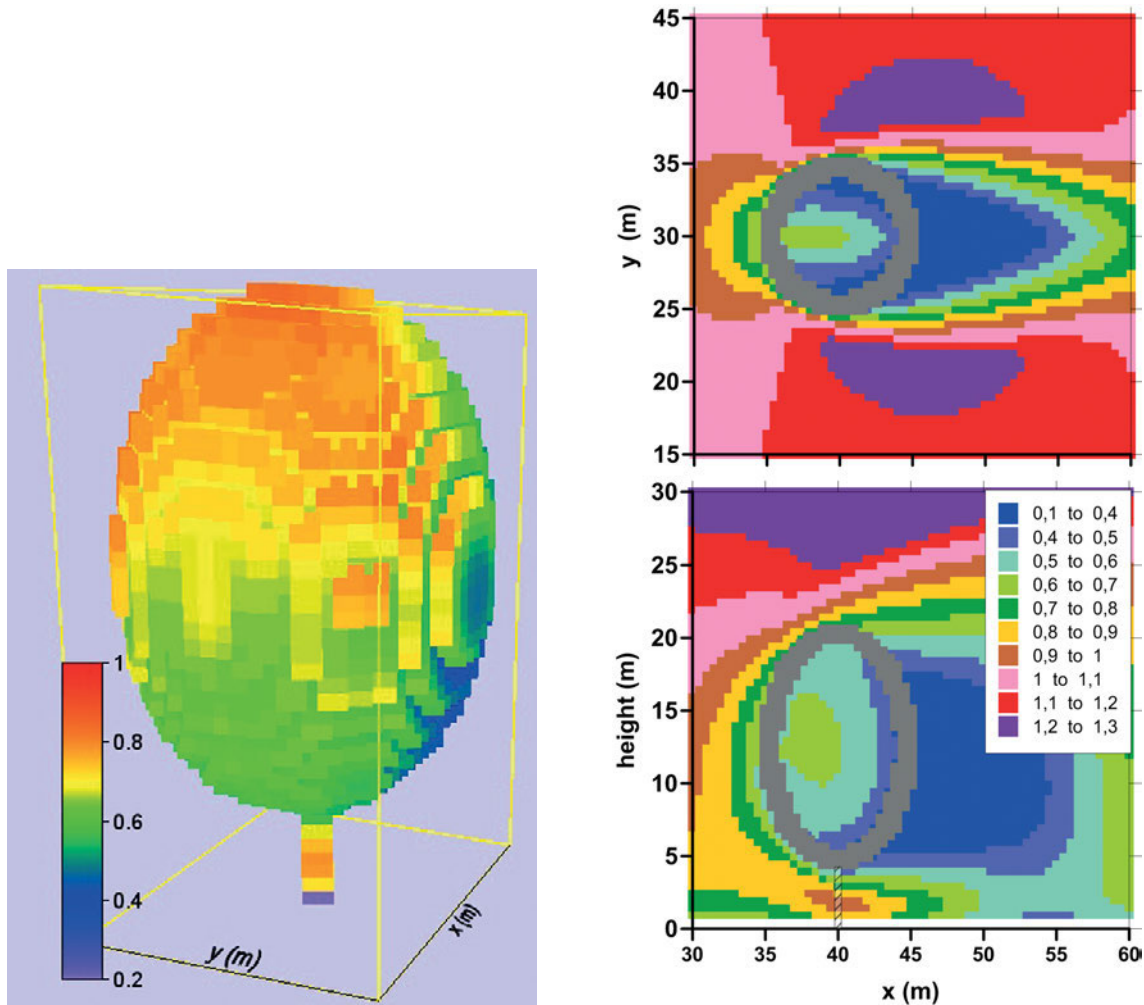 1
0.8
0.6
0.4
0.2
y (m)
x (m)
45
40
35
30
25
20
15
y (m)
30
25
20
15
10
5
0
height (m)
0,1 to 0,4
0,4 to 0,5
0,5 to 0,6
0,6 to 0,7
0,7 to 0,8
0,8 to 0,9
0,9 to 1
1 to 1,1
1,1 to 1,2
1,2 to 1,3
30 35 40 45 50 55 60
x (m)